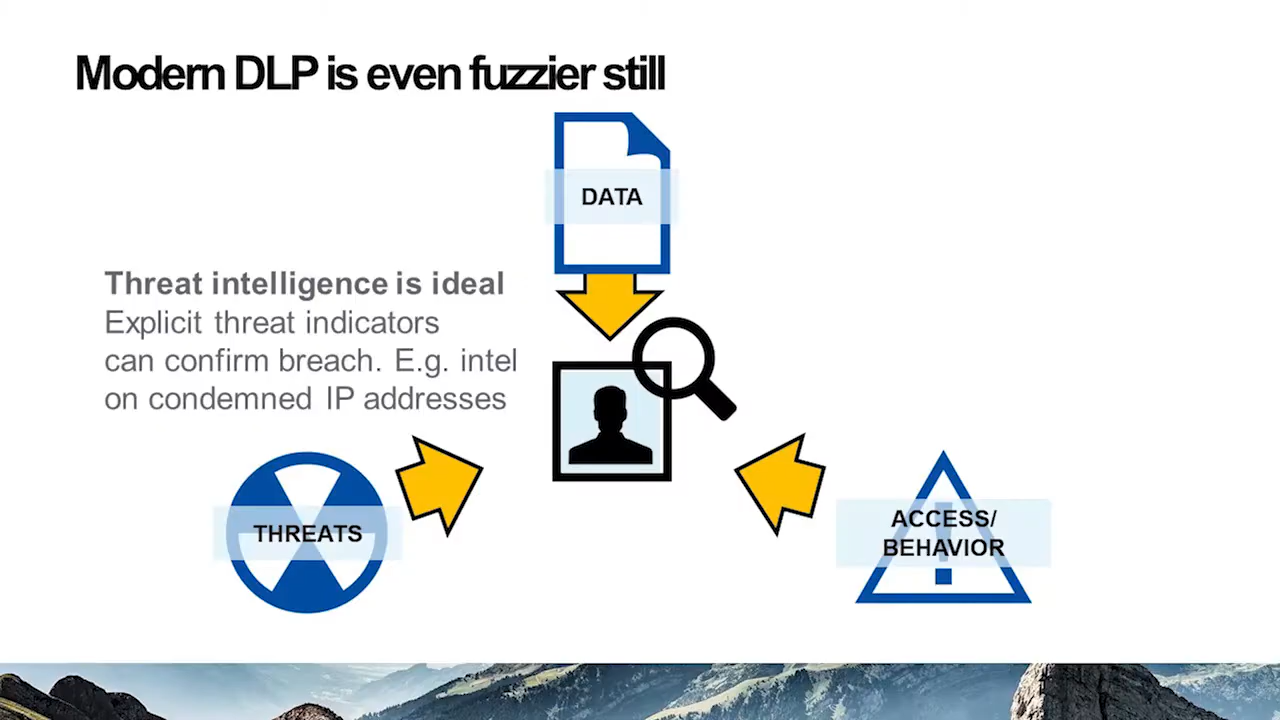 Modern DLP is even fuzzier still
DATA
Threat intelligence is ideal
Explicit threat indicators
can confirm breach. E.g. intel
on condemned IP addresses
THREATS
ACCESS/
BEHAVIOR